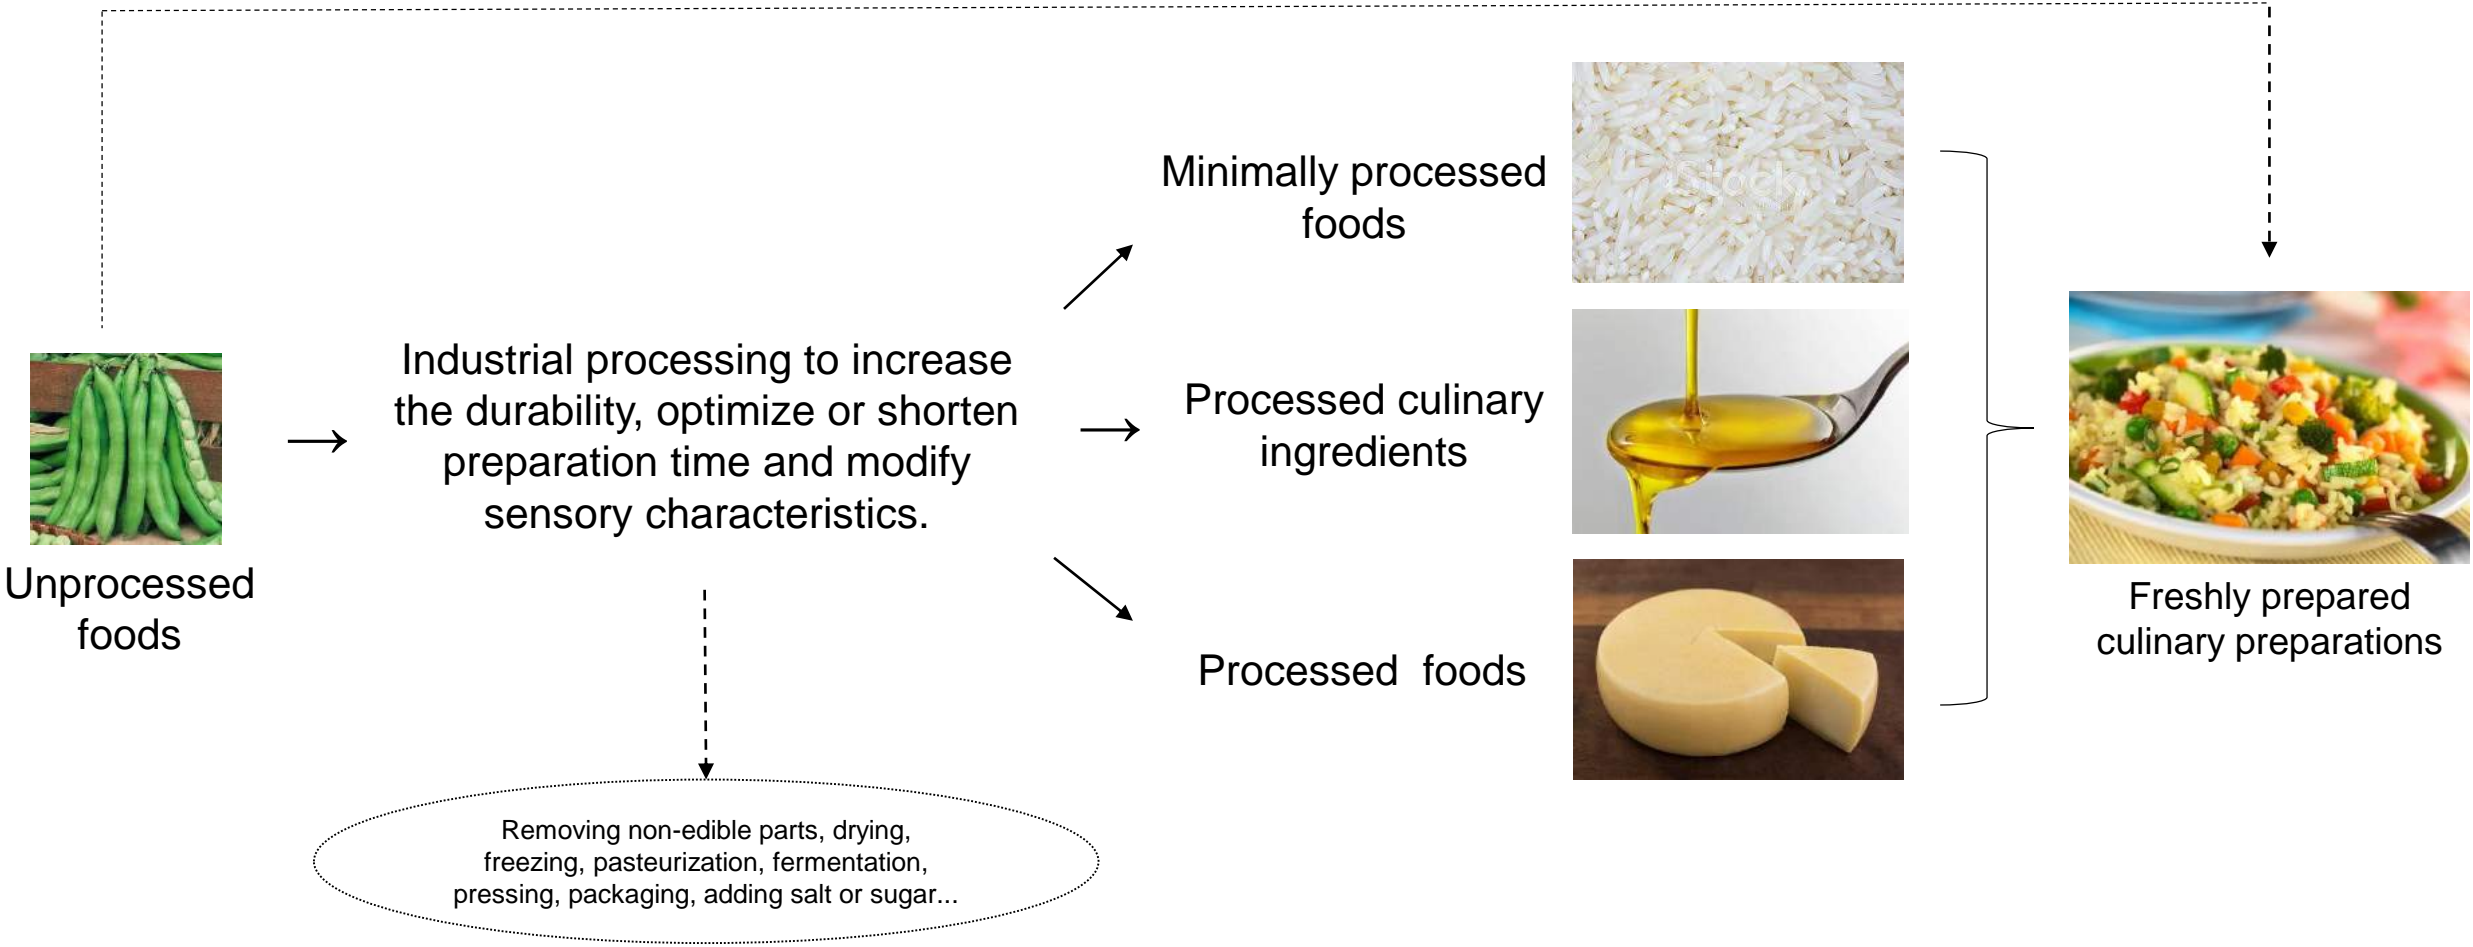 Minimally processed
foods
iStock
Industrial processing to increase
the durability, optimize or shorten
preparation time and modify
sensory characteristics.
Processed culinary
ingredients
Unprocessed
foods
Freshly prepared
culinary preparations
Processed  foods
Removing non-edible parts, drying,
freezing, pasteurization, fermentation,
pressing, packaging, adding salt or sugar...